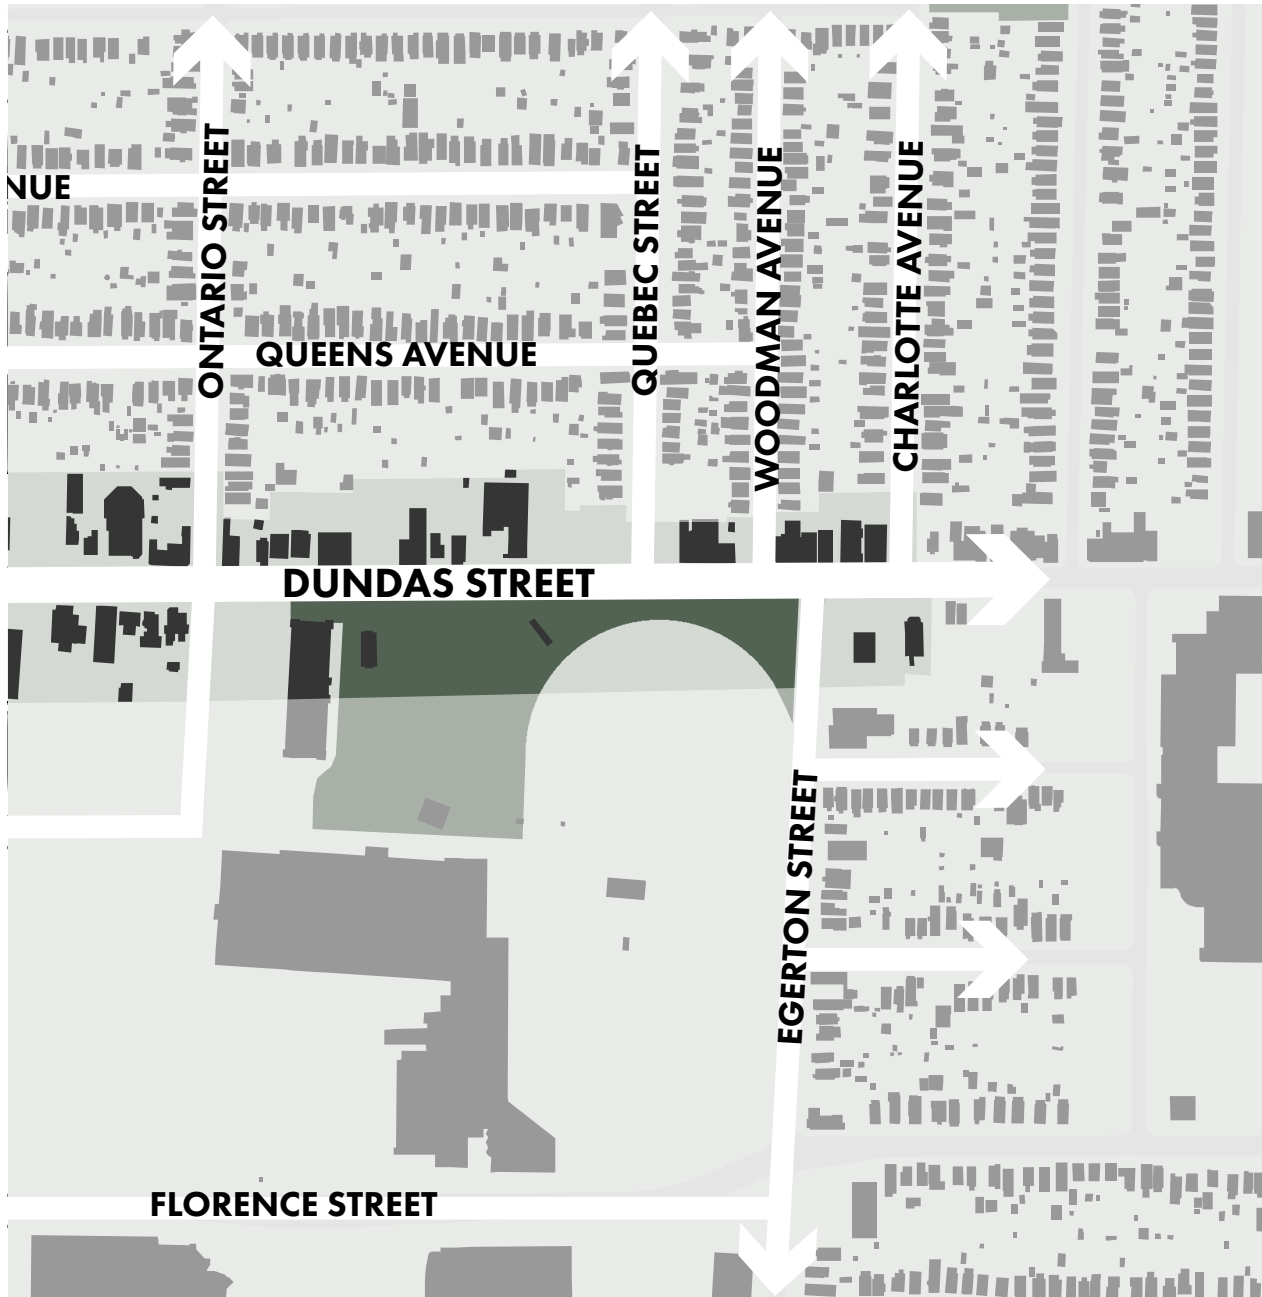 NUE
ONTARIO STREET
QUEBEC STREET
WOODMAN AVENUE
CHARLOTTE AVENUE
QUEENS AVENUE
DUNDAS STREET
EGERTON STREET
FLORENCE STREET